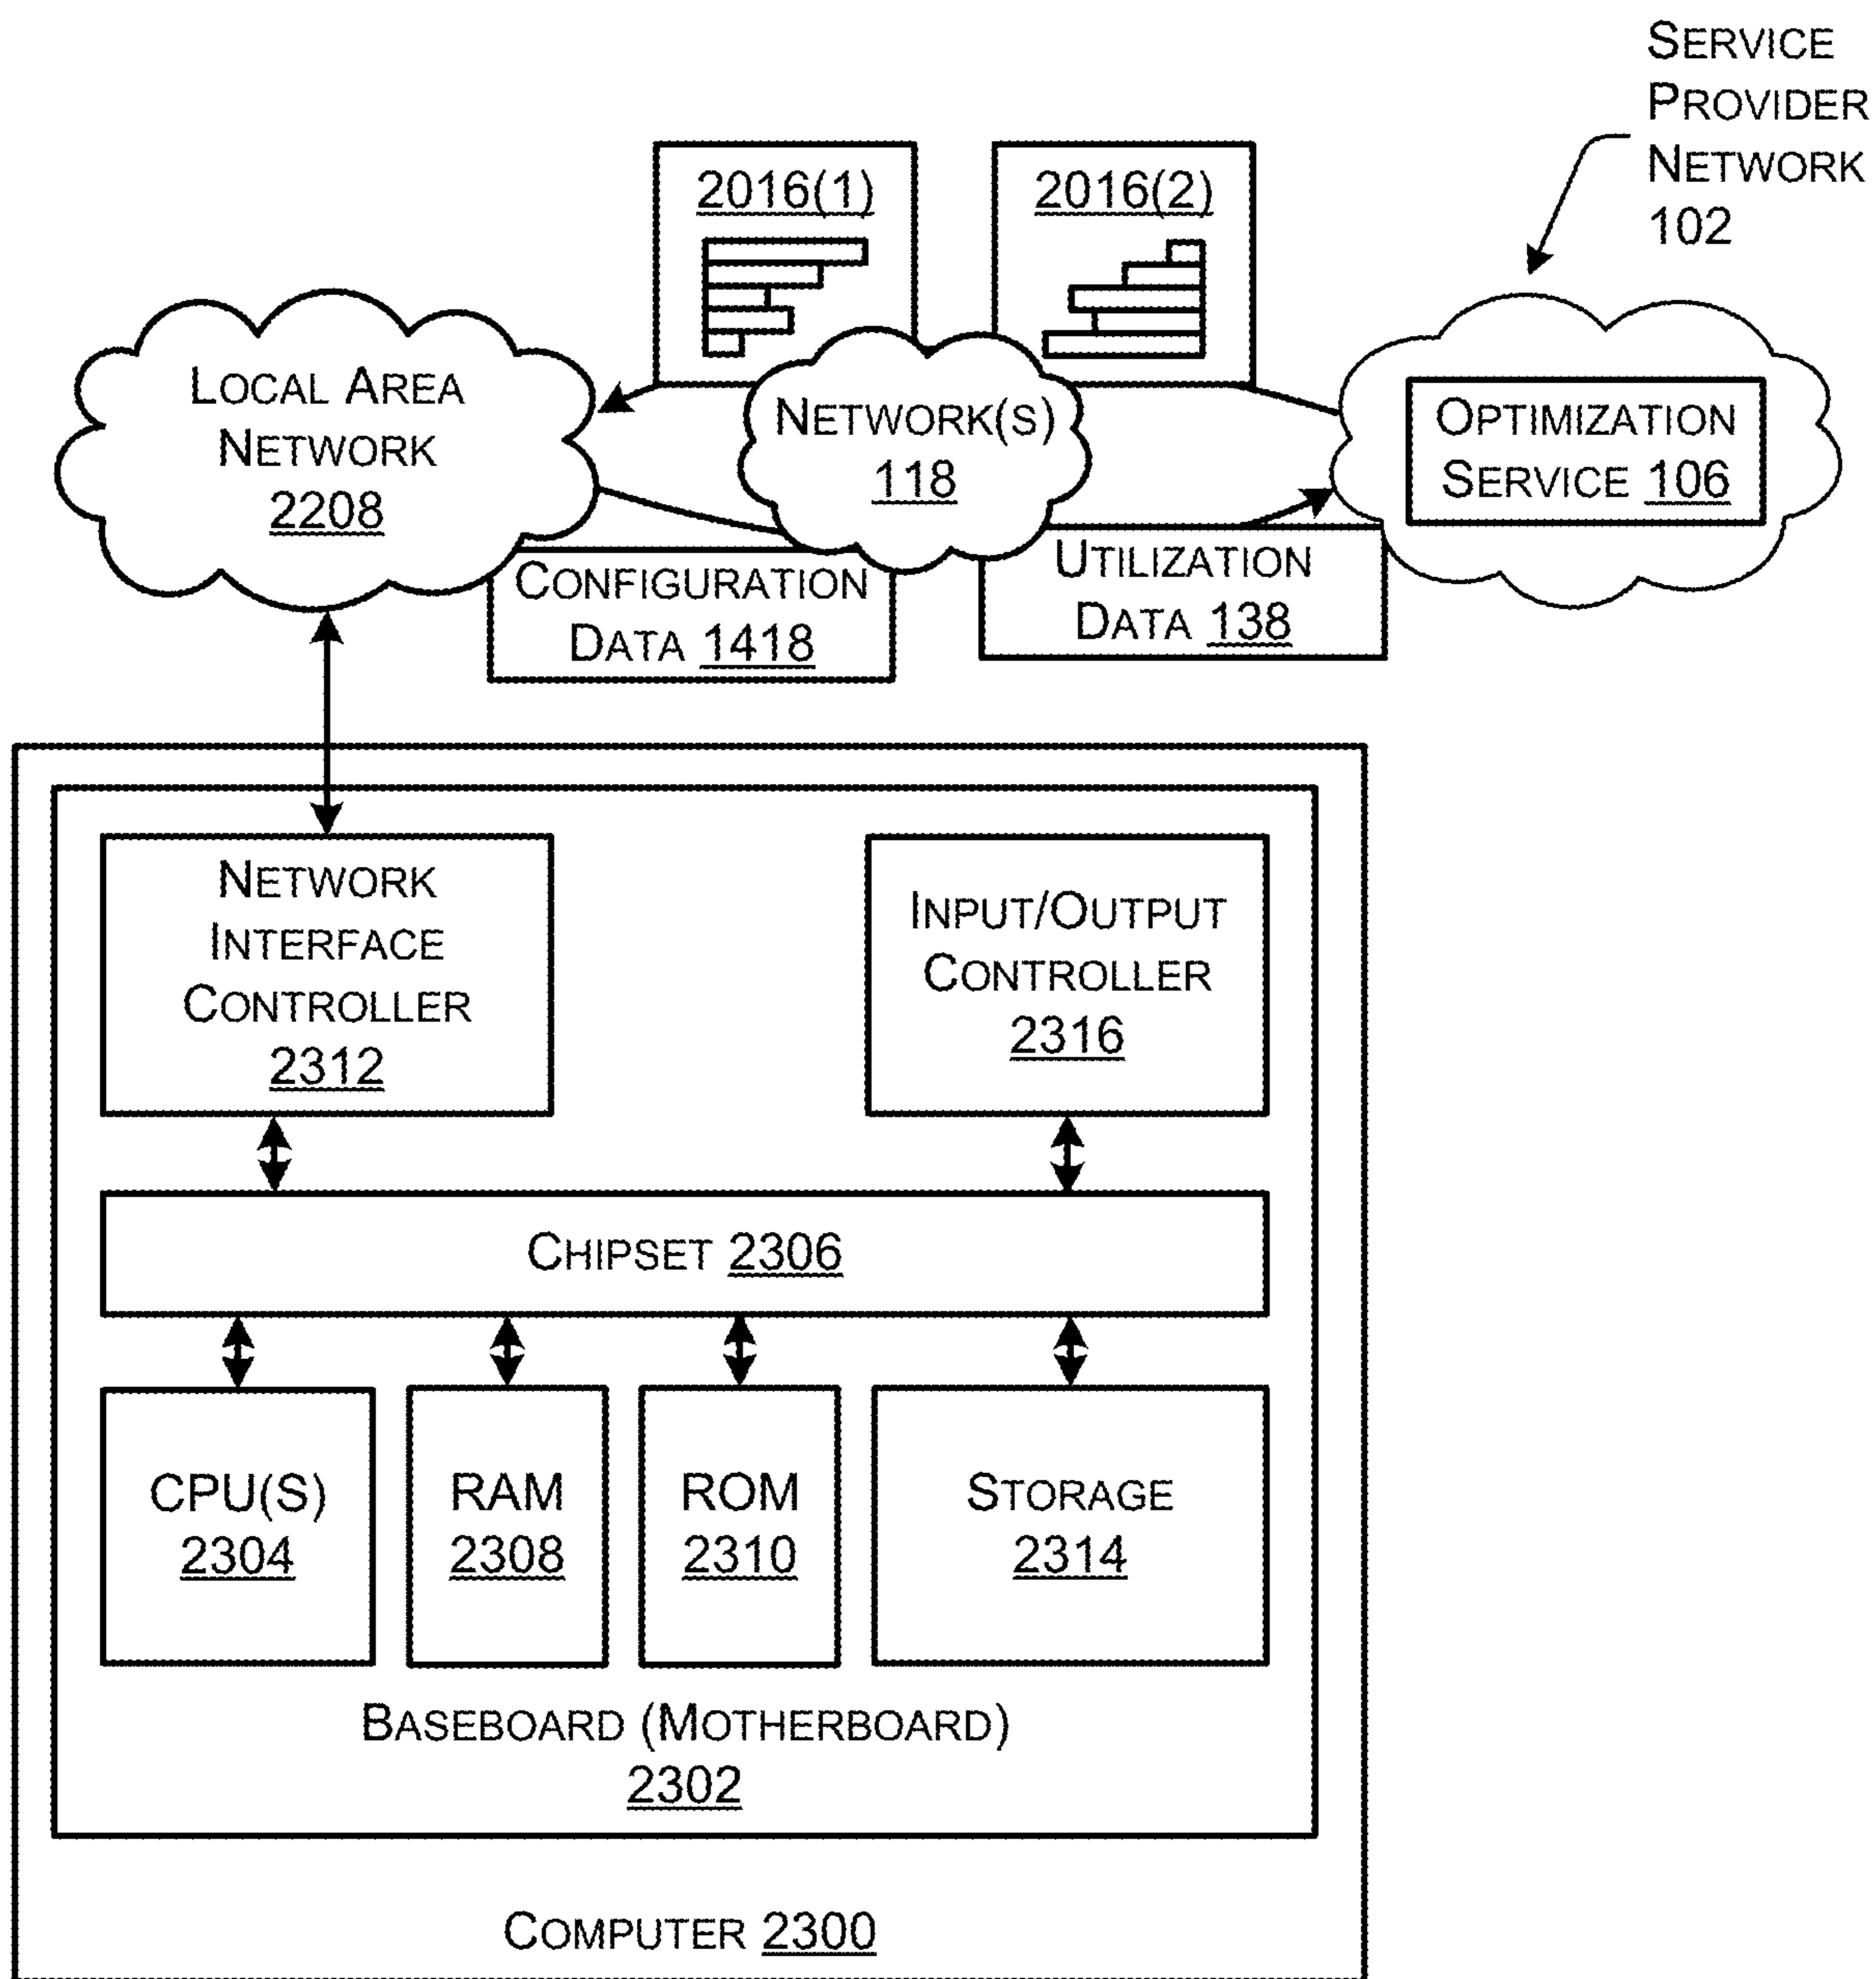 SERVICE
PROVIDER
NETWORK
102
2016(1)
2016(2)
LOCAL AREA
NETWORK
2208
NETWORK(S)
118
OPTIMIZATION
SERVICE 106
CONFIGURATION
DATA 1418
UTILIZATION
DATA 138
NETWORK
INTERFACE
CONTROLLER
2312
INPUT/OUTPUT
CONTROLLER
2316
CHIPSET 2306
CPU(S)
2304
RAM
2308
ROM
2310
STORAGE
2314
BASEBOARD (MOTHERBOARD)
2302
COMPUTER 2300